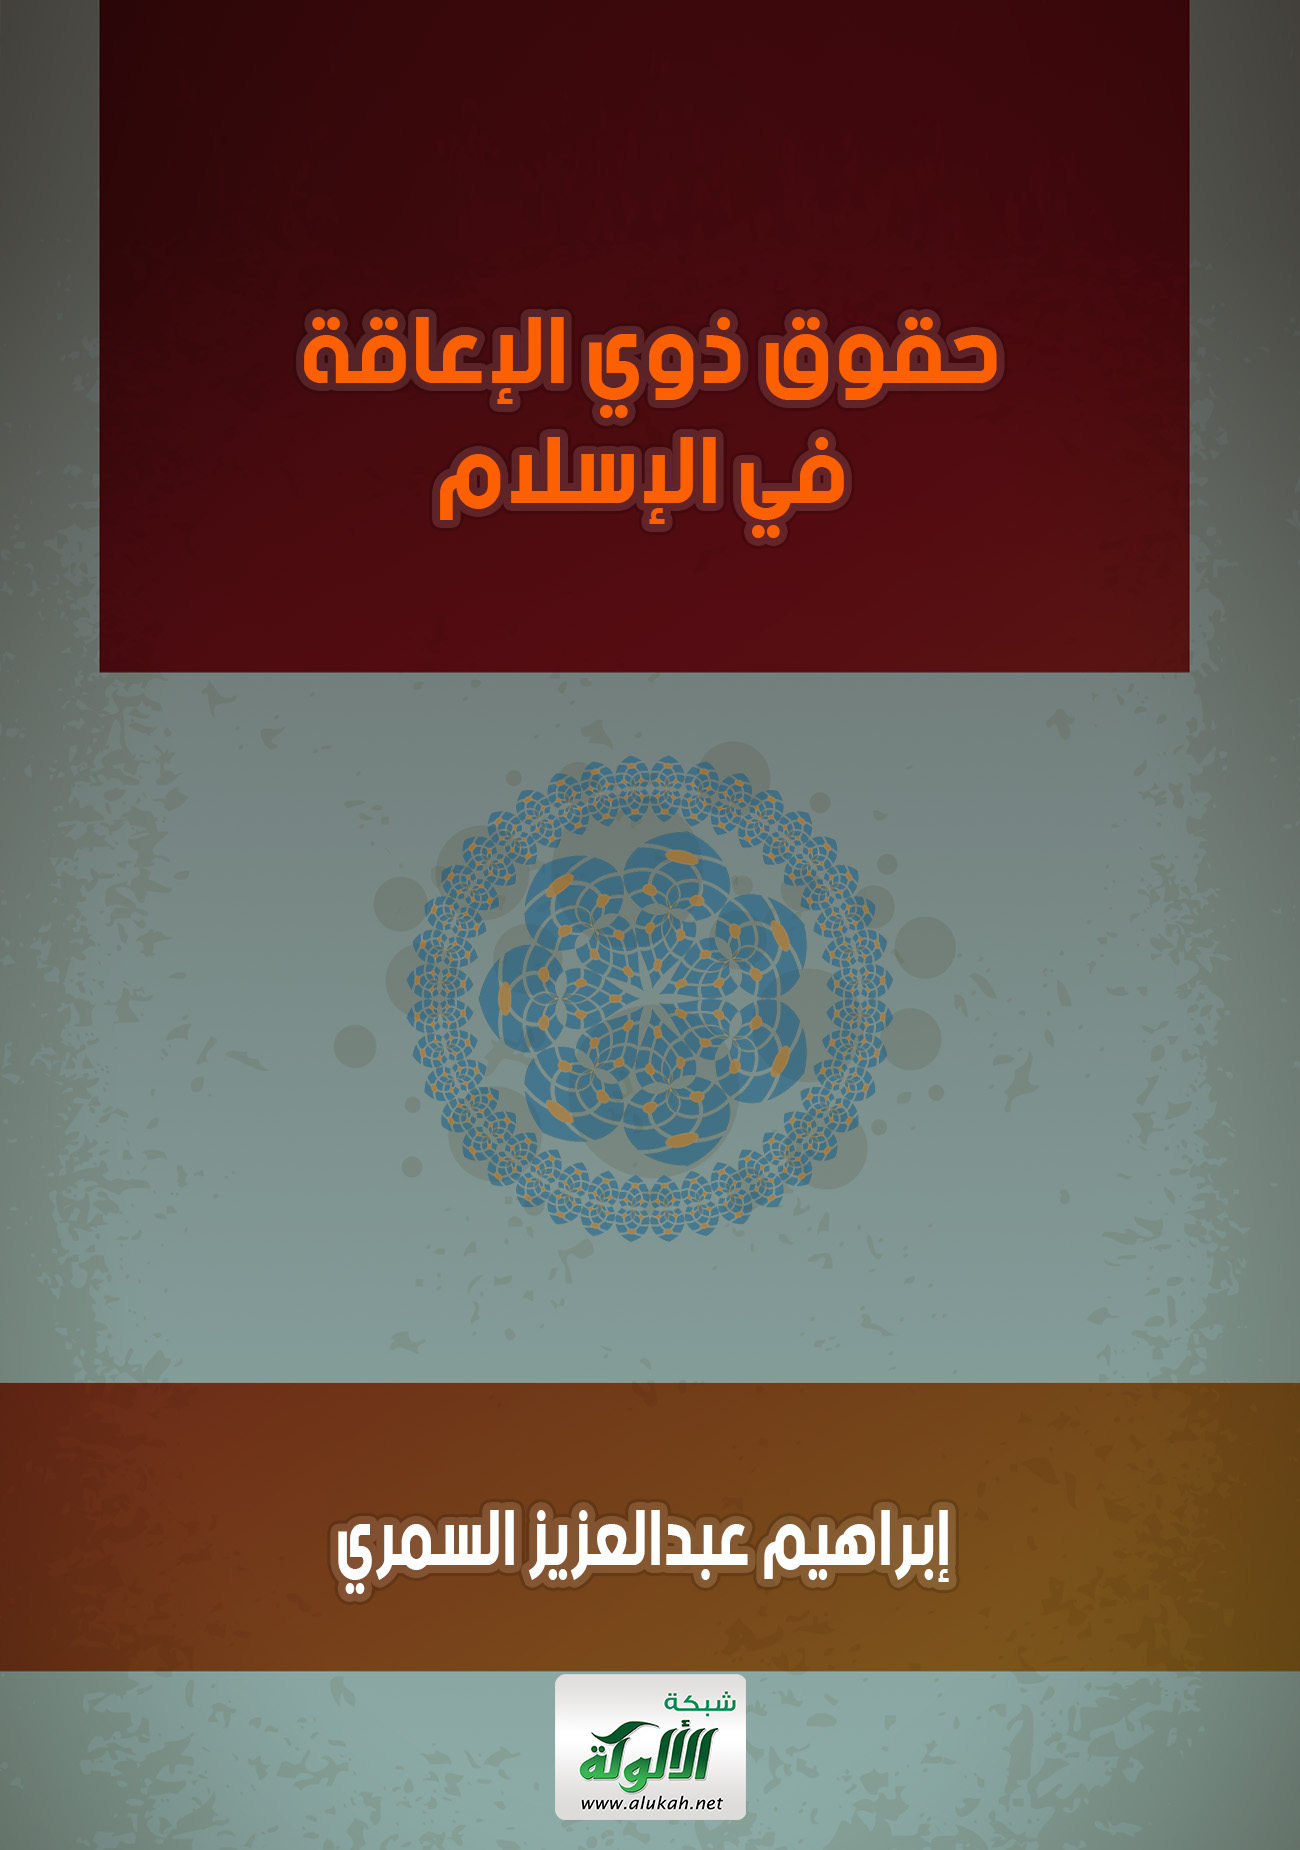 حقوق ذوي الإعاقة
في الإسلام
إبراهيم عبدالعزيز السمري
شبكة
الألوكة
www.alukah.net